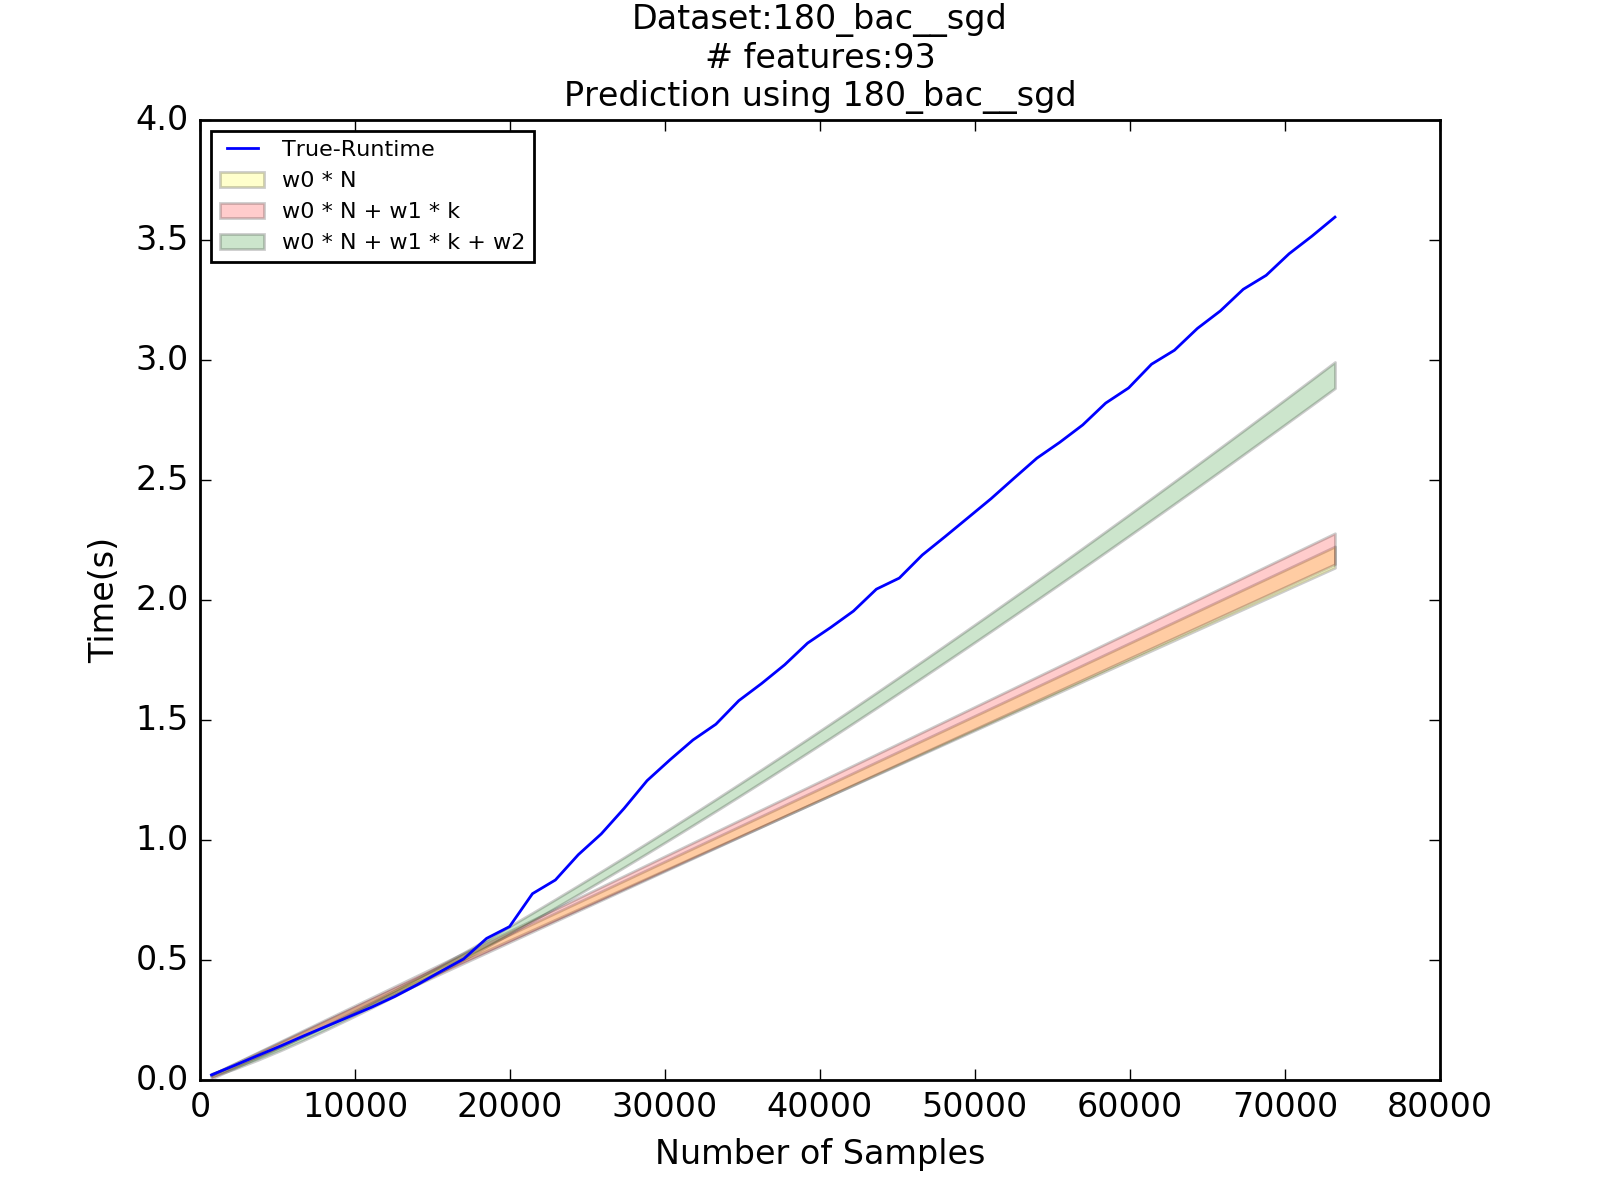 Dataset:180_bac__sgd
# features:93
Prediction using 180_bac__sgd
4.0
3.5
3.0
2.5
2.0
1.5
1.0
0.5
0.0
Time(s)
True-Runtime
w0 * N
w0 * N + w1 * k
w0 * N + w1 * k + w2
0 10000 20000 30000 40000 50000 60000 70000 80000
Number of Samples